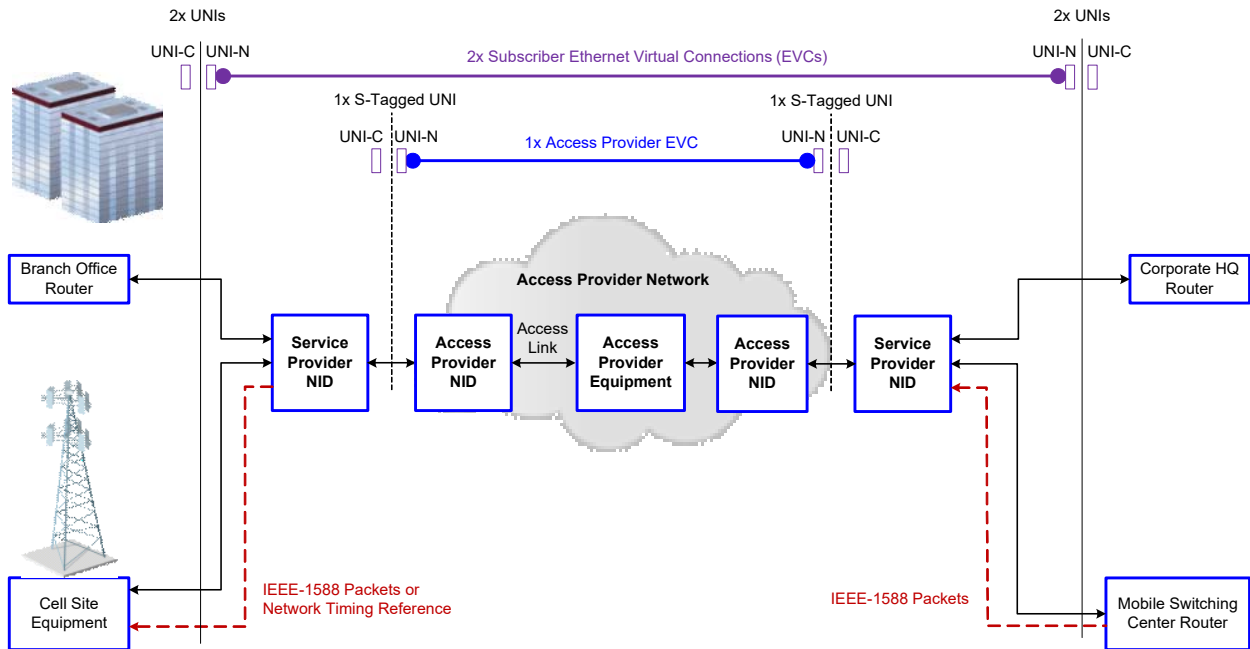 2x UNIs
2x UNIs
UNI-C
UNI-N
2x Subscriber Ethernet Virtual Connections (EVCs)
UNI-N
UNI-C
1x S-Tagged UNI
1x S-Tagged UNI
UNI-C
UNI-N
1x Access Provider EVC
UNI-N
UNI-C
Branch Office
Router
Access Provider Network
Corporate HQ
Router
Service
Provider
NID
Access
Provider
NID
Access
Link
Access
Provider
Equipment
Access
Provider
NID
Service
Provider
NID
Cell Site
Equipment
IEEE-1588 Packets or
Network Timing Reference
IEEE-1588 Packets
Mobile Switching
Center Router